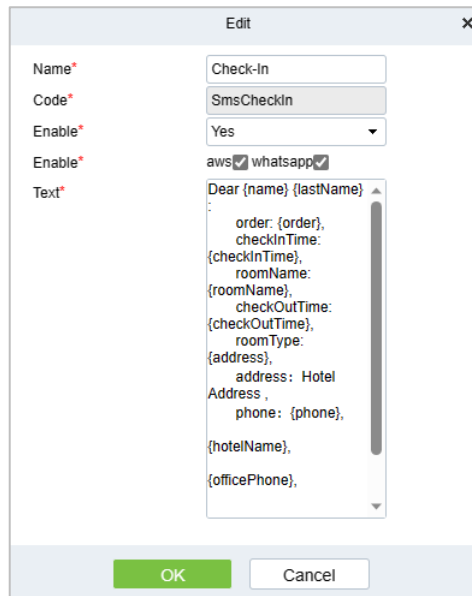 Edit
×
Name*
Check-In
Code*
SmsCheckIn
Enable*
Yes
Enable*
aws whatsapp
Text*
Dear {name} {lastName}
:
order: {order},
checkInTime:
{checkInTime},
roomName:
{roomName},
checkOutTime:
{checkOutTime},
roomType:
{address},
address：Hotel
Address ,
phone：{phone},
{hotelName},
{officePhone},
OK
Cancel